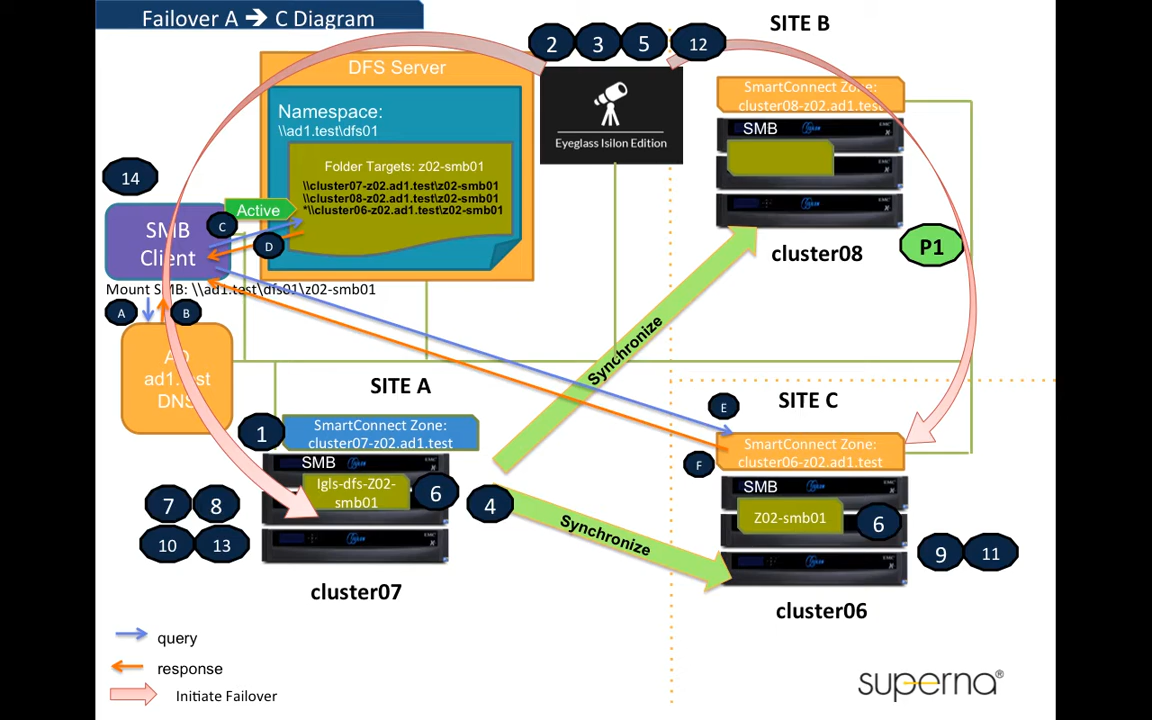 Failover A → C Diagram
2
3
5
12
SITE B
DFS Server
Namespace:
\\ad1.test\dfs01
Folder Targets: z02-smb01
\\cluster07-z02.ad1.test\z02-smb01
\\cluster08-z02.ad1.test\z02-smb01
*\\cluster06-z02.ad1.test\z02-smb01
Eyeglass Isilon Edition
SmartConnect Zone:
cluster08-z02.ad1.test
SMB
cluster08
P1
14
Active
C
D
SMB
Client
Mount SMB: \\ad1.test\dfs01\z02-smb01
A
B
AD
ad1.test
DNS
Synchronize
SITE A
1
SmartConnect Zone:
cluster07-z02.ad1.test
SMB
Igls-dfs-Z02-
smb01
6
4
7
8
10
13
cluster07
Synchronize
SITE C
E
F
SmartConnect Zone:
cluster06-z02.ad1.test
SMB
Z02-smb01
6
9
11
cluster06
query
response
Initiate Failover
superna®